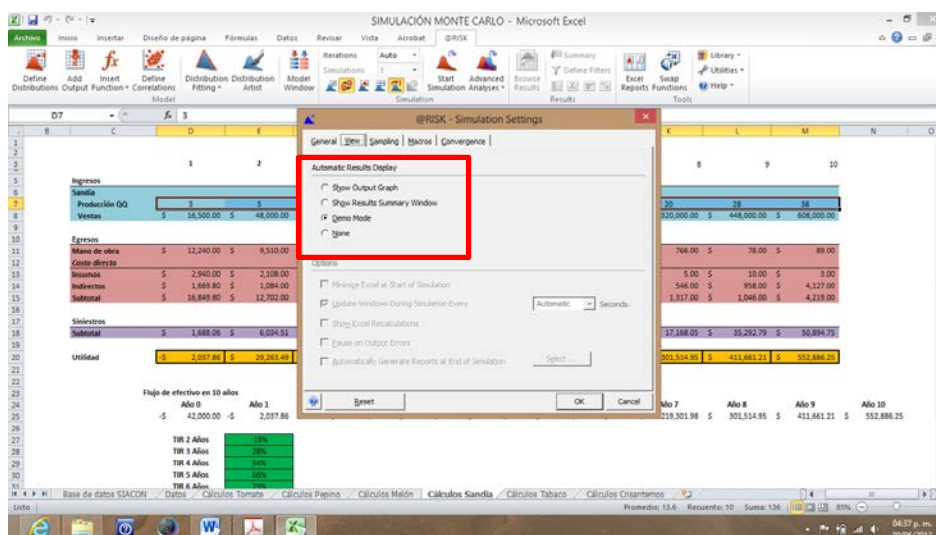 SIMULACIÓN MONTE CARLO - Microsoft Excel
Archivo Inicio Insertar Diseño de página Fórmulas Datos Revisar Vista Acrobat @RISK
Define Distributions Add Output Insert Function Define Correlations Distribution Fitting Distribution Artist Model Window
Iterations Auto
Simulations 1
Start Simulation Advanced Analyses Browse Results
Summary
Define Filters
Excel Reports Swap Functions
Library
Utilities
Help
Model Simulation Results Tools
D7 fx 3
B C D E K L M N O
@RISK - Simulation Settings
General View Sampling Macros Convergence
Automatic Results Display
Show Output Graph
Show Results Summary Window
Demo Mode
None
Options
Minimize Excel at Start of Simulation
Update Windows During Simulation Every Automatic Seconds.
Show Excel Recalculations
Pause on Output Errors
Automatically Generate Reports at End of Simulation Select ...
Reset OK Cancel
1 2 8 9 10
Ingresos
Sandía
Producción QQ 3 3 20 28 38
Ventas $ 16,500.00 $ 48,000.00 320,000.00 $ 448,000.00 $ 608,000.00
Egresos
Mano de obra $ 12,240.00 $ 9,510.00 766.00 $ 78.00 $ 89.00
Costo directo
Insumos $ 2,940.00 $ 2,108.00 5.00 $ 10.00 $ 3.00
Indirectos $ 1,669.80 $ 1,084.00 546.00 $ 958.00 $ 4,127.00
Subtotal $ 16,849.80 $ 12,702.00 1,317.00 $ 1,046.00 $ 4,219.00
Siniestros
Subtotal $ 1,688.06 $ 6,034.51 17,168.05 $ 35,292.79 $ 50,894.75
Utilidad -$ 2,037.86 $ 29,263.49 301,514.95 $ 411,661.21 $ 552,886.25
Flujo de efectivo en 10 años
Año 0 Año 1 Año 7 Año 8 Año 9 Año 10
-$ 42,000.00 -$ 2,037.86 219,301.98 $ 301,514.95 $ 411,661.21 $ 552,886.25
TIR 2 Años -19%
TIR 3 Años 28%
TIR 4 Años 54%
TIR 5 Años 66%
TIR 6 Años 73%
Base de datos SIACON Datos Cálculos Tomate Cálculos Pepino Cálculos Melón Cálculos Sandía Cálculos Tabaco Cálculos Crisantemos
Listo Promedio: 13.6 Recuento: 10 Suma: 136 85%
04:37 p. m.